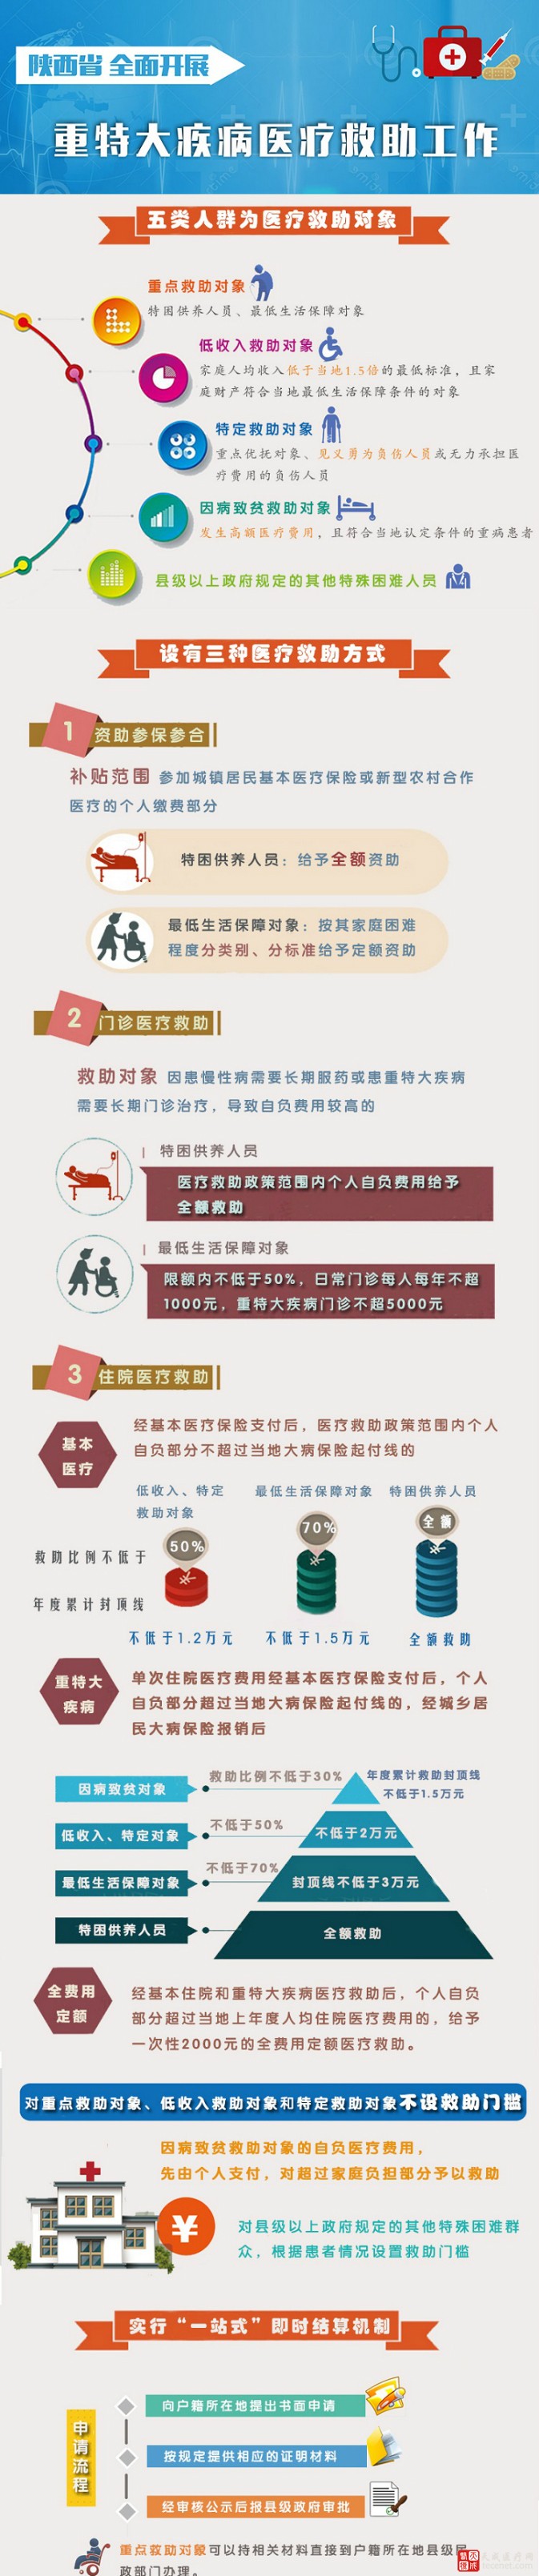 陕西省 全面开展
重特大疾病医疗救助工作
五类人群为医疗救助对象
重点救助对象
特困供养人员、最低生活保障对象
低收入救助对象
家庭人均收入低于当地1.5倍的最低标准，且家
庭财产符合当地最低生活保障条件的对象
特定救助对象
重点优抚对象、见义勇为负伤人员或无力承担医
疗费用的负伤人员
因病致贫救助对象
发生高额医疗费用，且符合当地认定条件的重病患者
县级以上政府规定的其他特殊困难人员
设有三种医疗救助方式
1 资助参保参合
补贴范围 参加城镇居民基本医疗保险或新型农村合作
医疗的个人缴费部分
特困供养人员：给予全额资助
最低生活保障对象：按其家庭困难
程度分类别、分标准给予定额资助
2 门诊医疗救助
救助对象 因患慢性病需要长期服药或患重特大疾病
需要长期门诊治疗，导致自负费用较高的
特困供养人员
医疗救助政策范围内个人自负费用给予
全额救助
最低生活保障对象
限额内不低于50%，日常门诊每人每年不超
1000元，重特大疾病门诊不超5000元
3 住院医疗救助
基本
医疗
经基本医疗保险支付后，医疗救助政策范围内个人
自负部分不超过当地大病保险起付线的
低收入、特定
救助对象
最低生活保障对象
特困供养人员
救助比例不低于
50%
70%
全额
年度累计封顶线
不低于1.2万元
不低于1.5万元
全额救助
重特大
疾病
单次住院医疗费用经基本医疗保险支付后，个人
自负部分超过当地大病保险起付线的，经城乡居
民大病保险报销后
因病致贫对象
救助比例不低于30%
年度累计救助封顶线
不低于1.5万元
低收入、特定对象
不低于50%
不低于2万元
最低生活保障对象
不低于70%
封顶线不低于3万元
特困供养人员
全额救助
全费用
定额
经基本住院和重特大疾病医疗救助后，个人自负
部分超过当地上年度人均住院医疗费用的，给予
一次性2000元的全费用定额医疗救助。
对重点救助对象、低收入救助对象和特定救助对象不设救助门槛
因病致贫救助对象的自负医疗费用，
先由个人支付，对超过家庭负担部分予以救助
对县级以上政府规定的其他特殊困难群
众，根据患者情况设置救助门槛
实行“一站式”即时结算机制
申请流程
向户籍所在地提出书面申请
按规定提供相应的证明材料
经审核公示后报县级政府审批
重点救助对象可以持相关材料直接到户籍所在地县级民
政部门办理。